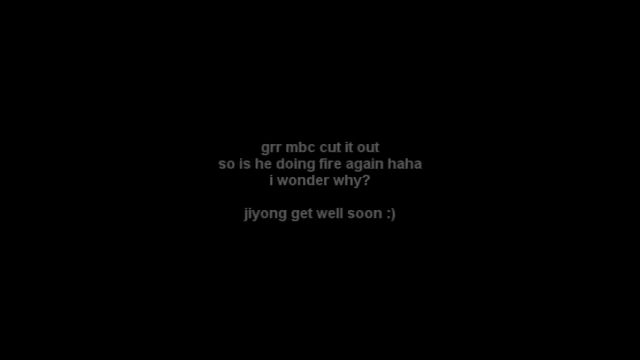 grr mbc cut it out
so is he doing fire again haha
i wonder why?
jiyong get well soon :)